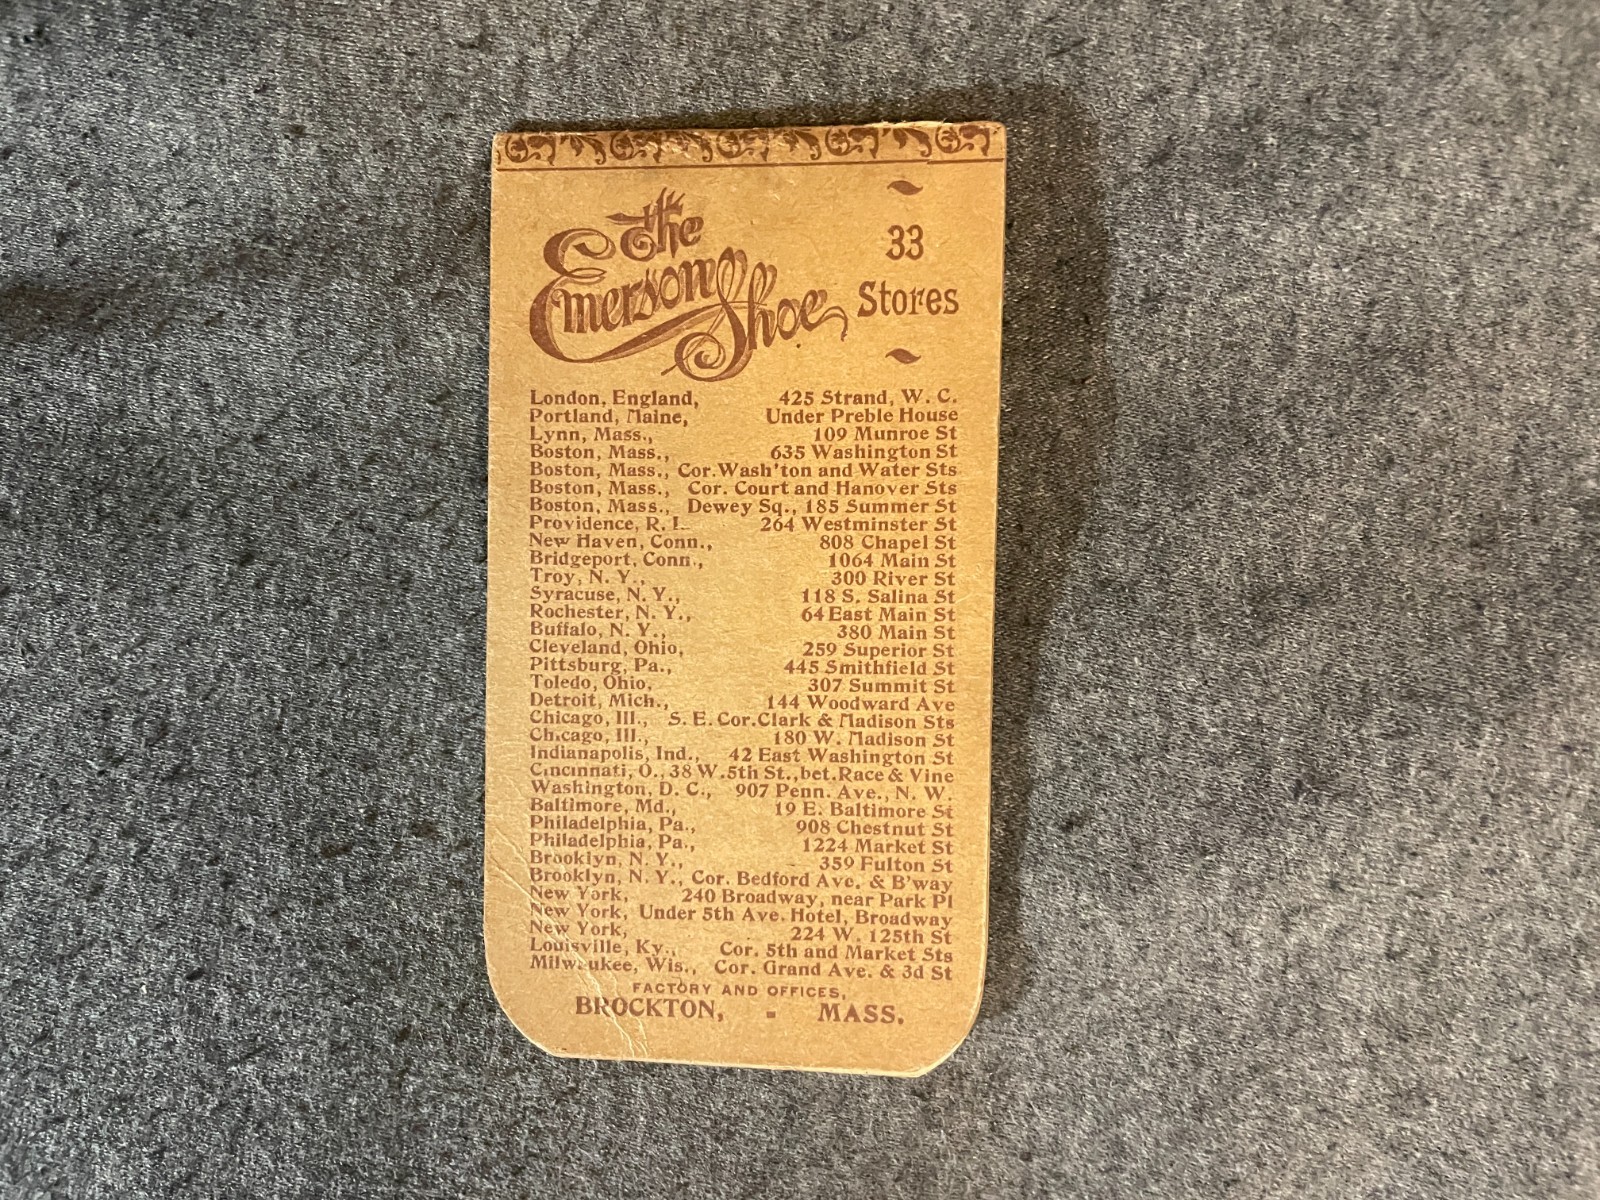 The
Emerson Shoe
33
Stores
London, England, 425 Strand, W. C.
Portland, Maine, Under Preble House
Lynn, Mass., 109 Munroe St
Boston, Mass., 635 Washington St
Boston, Mass., Cor. Wash'ton and Water Sts
Boston, Mass., Cor. Court and Hanover Sts
Boston, Mass., Dewey Sq., 185 Summer St
Providence, R. I. 264 Westminster St
New Haven, Conn., 808 Chapel St
Bridgeport, Conn., 1064 Main St
Troy, N. Y., 300 River St
Syracuse, N. Y., 118 S. Salina St
Rochester, N. Y., 64 East Main St
Buffalo, N. Y., 380 Main St
Cleveland, Ohio, 259 Superior St
Pittsburg, Pa., 445 Smithfield St
Toledo, Ohio, 307 Summit St
Detroit, Mich., 144 Woodward Ave
Chicago, Ill., S. E. Cor. Clark & Madison Sts
Chicago, Ill., 180 W. Madison St
Indianapolis, Ind., 42 East Washington St
Cincinnati, O., 38 W. 5th St., bet. Race & Vine
Washington, D. C., 907 Penn. Ave., N. W.
Baltimore, Md., 19 E. Baltimore St
Philadelphia, Pa., 908 Chestnut St
Philadelphia, Pa., 1224 Market St
Brooklyn, N. Y., 359 Fulton St
Brooklyn, N. Y., Cor. Bedford Ave. & B'way
New York, 240 Broadway, near Park Pl
New York, Under 5th Ave. Hotel, Broadway
New York, 224 W. 125th St
Louisville, Ky., Cor. 5th and Market Sts
Milwaukee, Wis., Cor. Grand Ave. & 3d St
FACTORY AND OFFICES,
BROCKTON, - MASS.